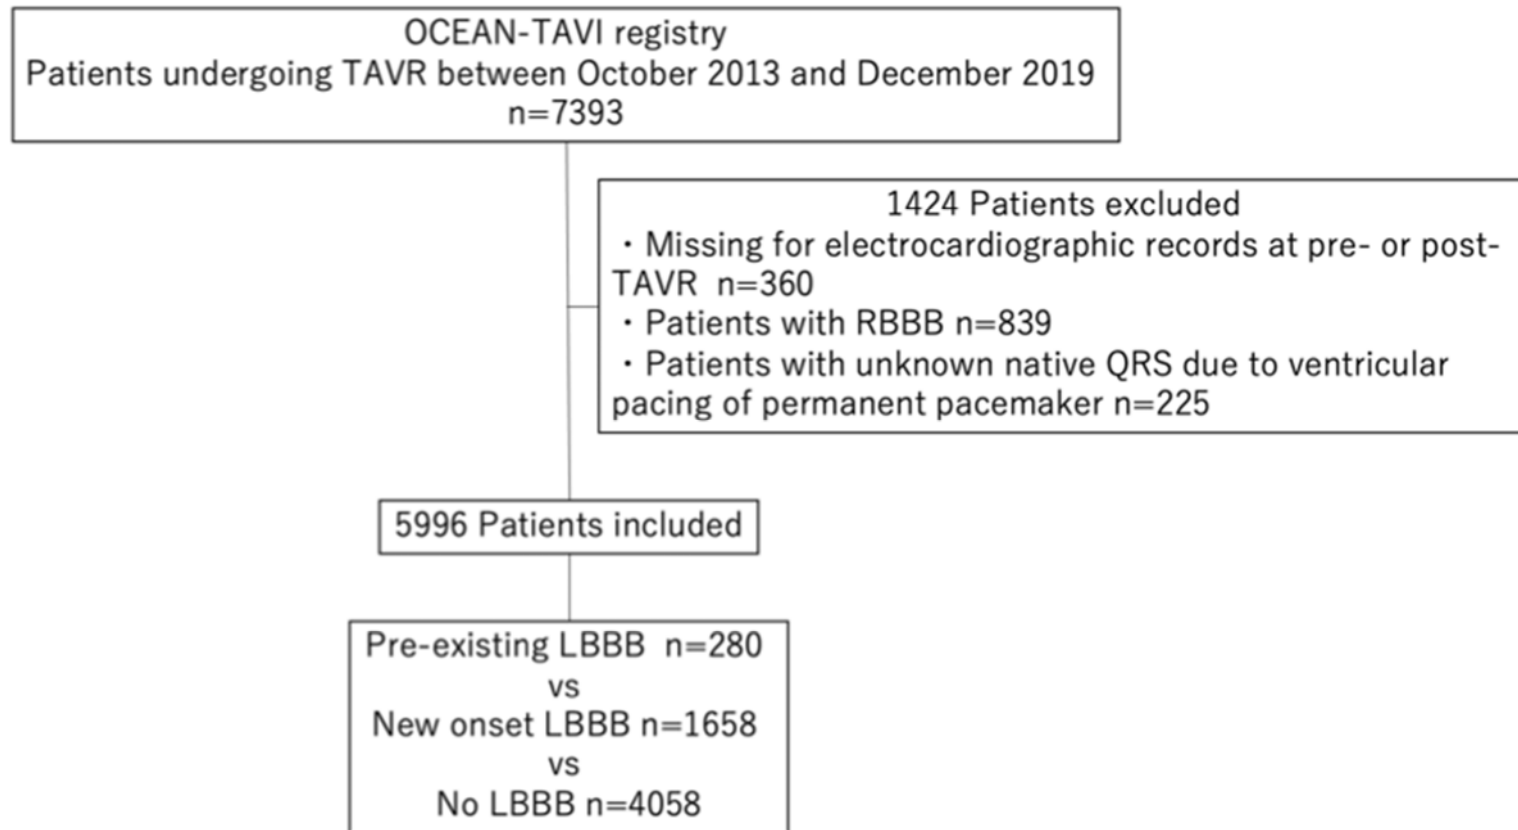 OCEAN-TAVI registry
Patients undergoing TAVR between October 2013 and December 2019
n=7393
1424 Patients excluded
・Missing for electrocardiographic records at pre- or post-
TAVR  n=360
・Patients with RBBB n=839
・Patients with unknown native QRS due to ventricular
pacing of permanent pacemaker n=225
5996 Patients included
Pre-existing LBBB  n=280
vs
New onset LBBB n=1658
vs
No LBBB n=4058